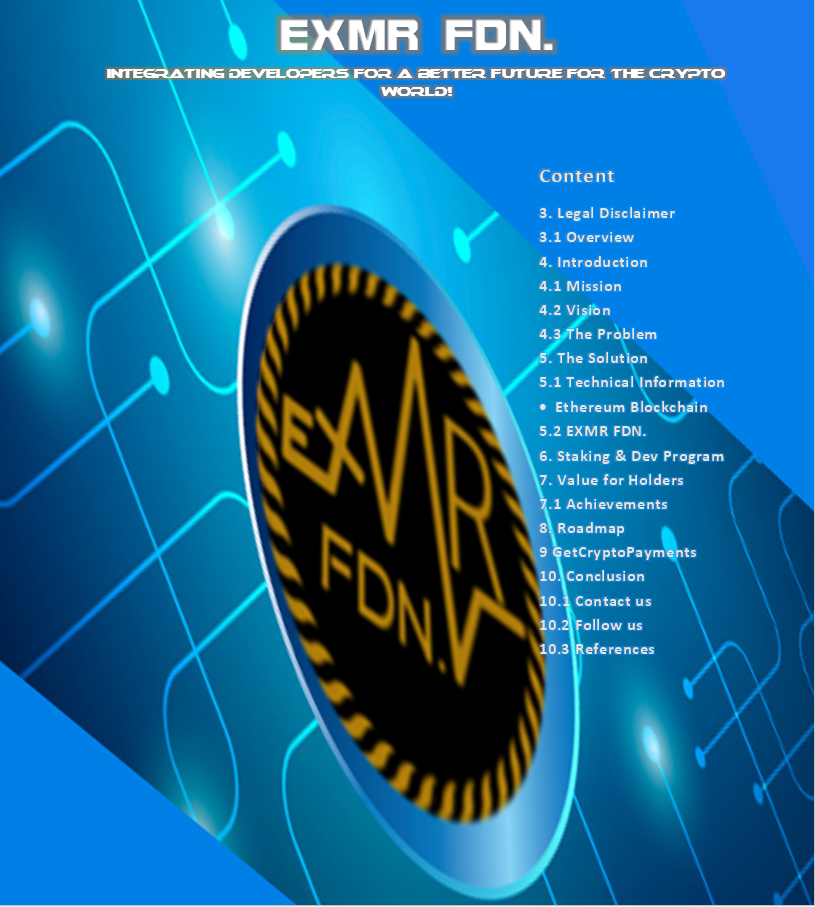 EXMR FDN.
INTEGRATING DEVELOPERS FOR A BETTER FUTURE FOR THE CRYPTO
WORLD!
Content
3. Legal Disclaimer
3.1 Overview
4. Introduction
4.1 Mission
4.2 Vision
4.3 The Problem
5. The Solution
5.1 Technical Information
• Ethereum Blockchain
5.2 EXMR FDN.
6. Staking & Dev Program
7. Value for Holders
7.1 Achievements
8. Roadmap
9 GetCryptoPayments
10. Conclusion
10.1 Contact us
10.2 Follow us
10.3 References
EXMR
FDN.